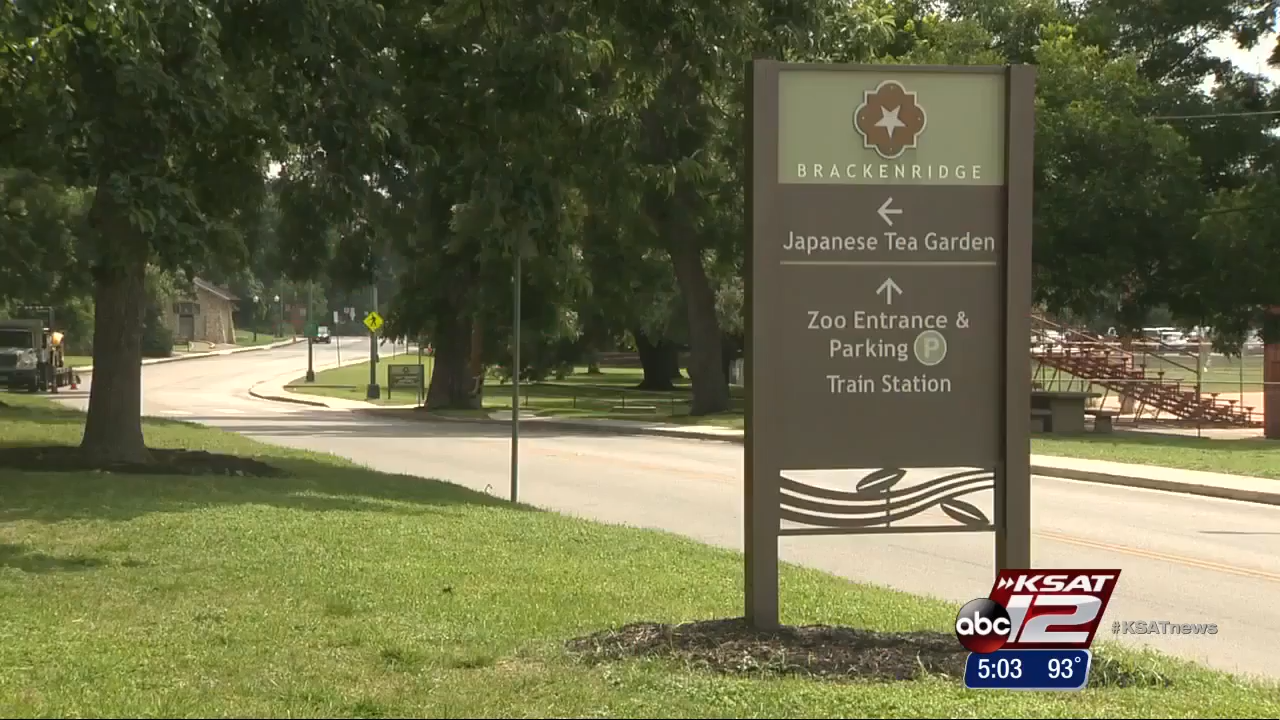 BRACKENRIDGE
←
Japanese Tea Garden
↑
Zoo Entrance &
Parking P
Train Station
KSAT
abc 12
#KSATnews
5:03 93°